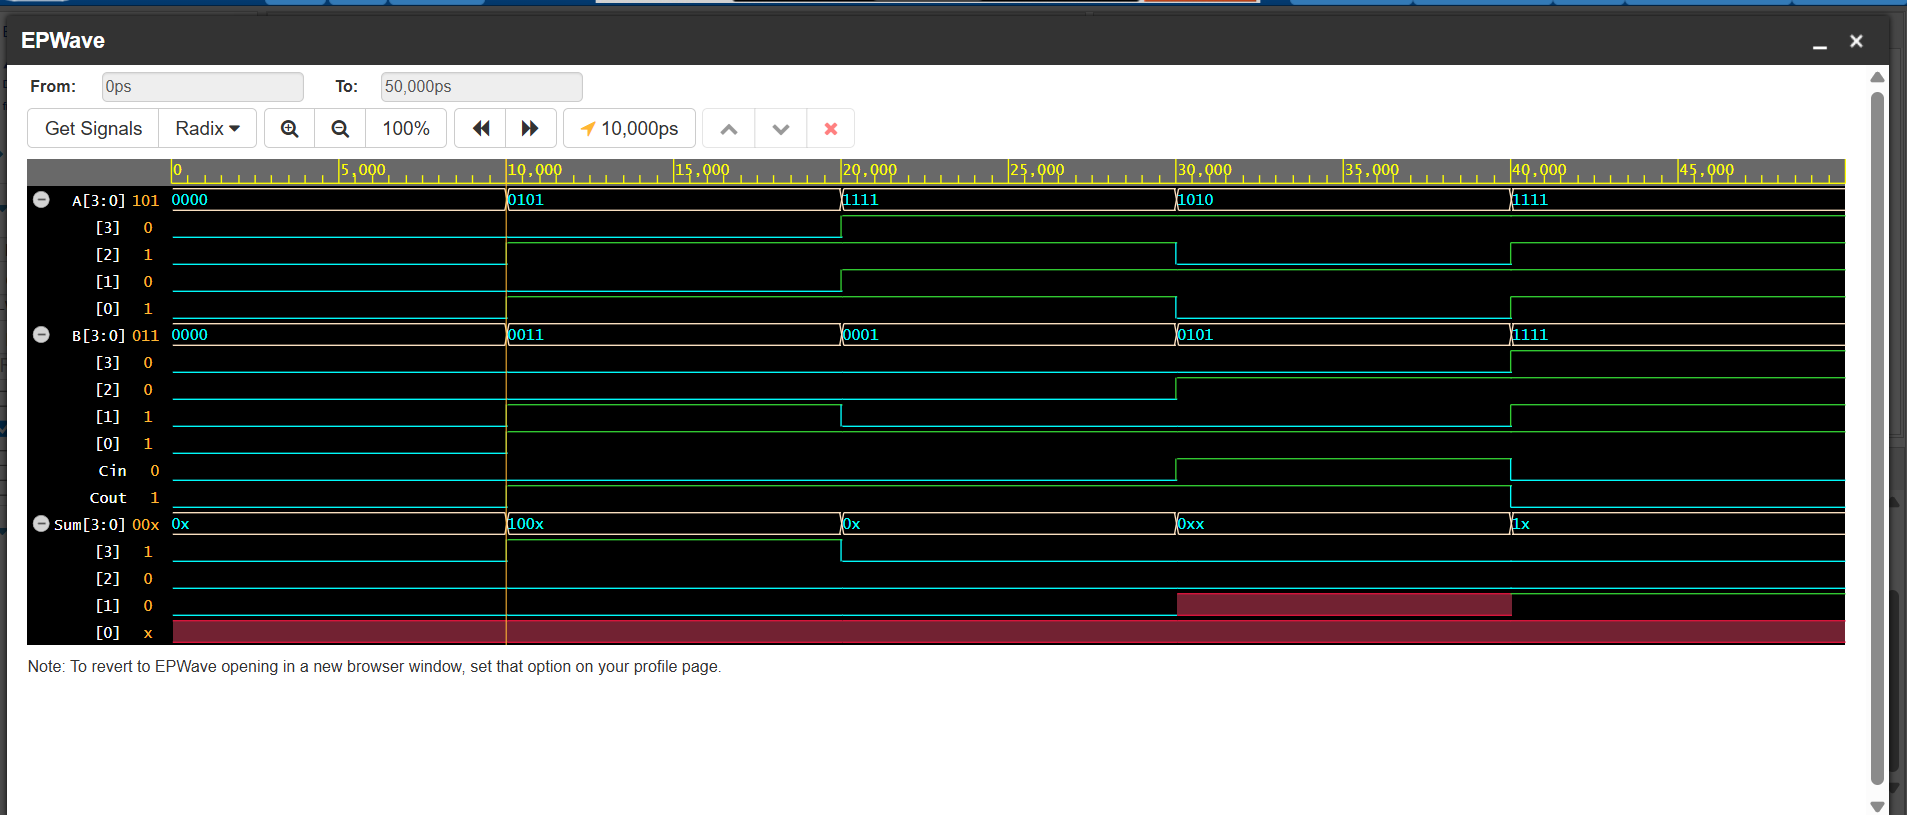 EPWave
From: 0ps To: 50,000ps
Get Signals Radix 100% 10,000ps
0 5,000 10,000 15,000 20,000 25,000 30,000 35,000 40,000 45,000
A[3:0] 101 0000 0101 1111 1010 1111
[3] 0
[2] 1
[1] 0
[0] 1
B[3:0] 011 0000 0011 0001 0101 1111
[3] 0
[2] 0
[1] 1
[0] 1
Cin 0
Cout 1
Sum[3:0] 00x 0x 100x 0x 0xx 1x
[3] 1
[2] 0
[1] 0
[0] x
Note: To revert to EPWave opening in a new browser window, set that option on your profile page.